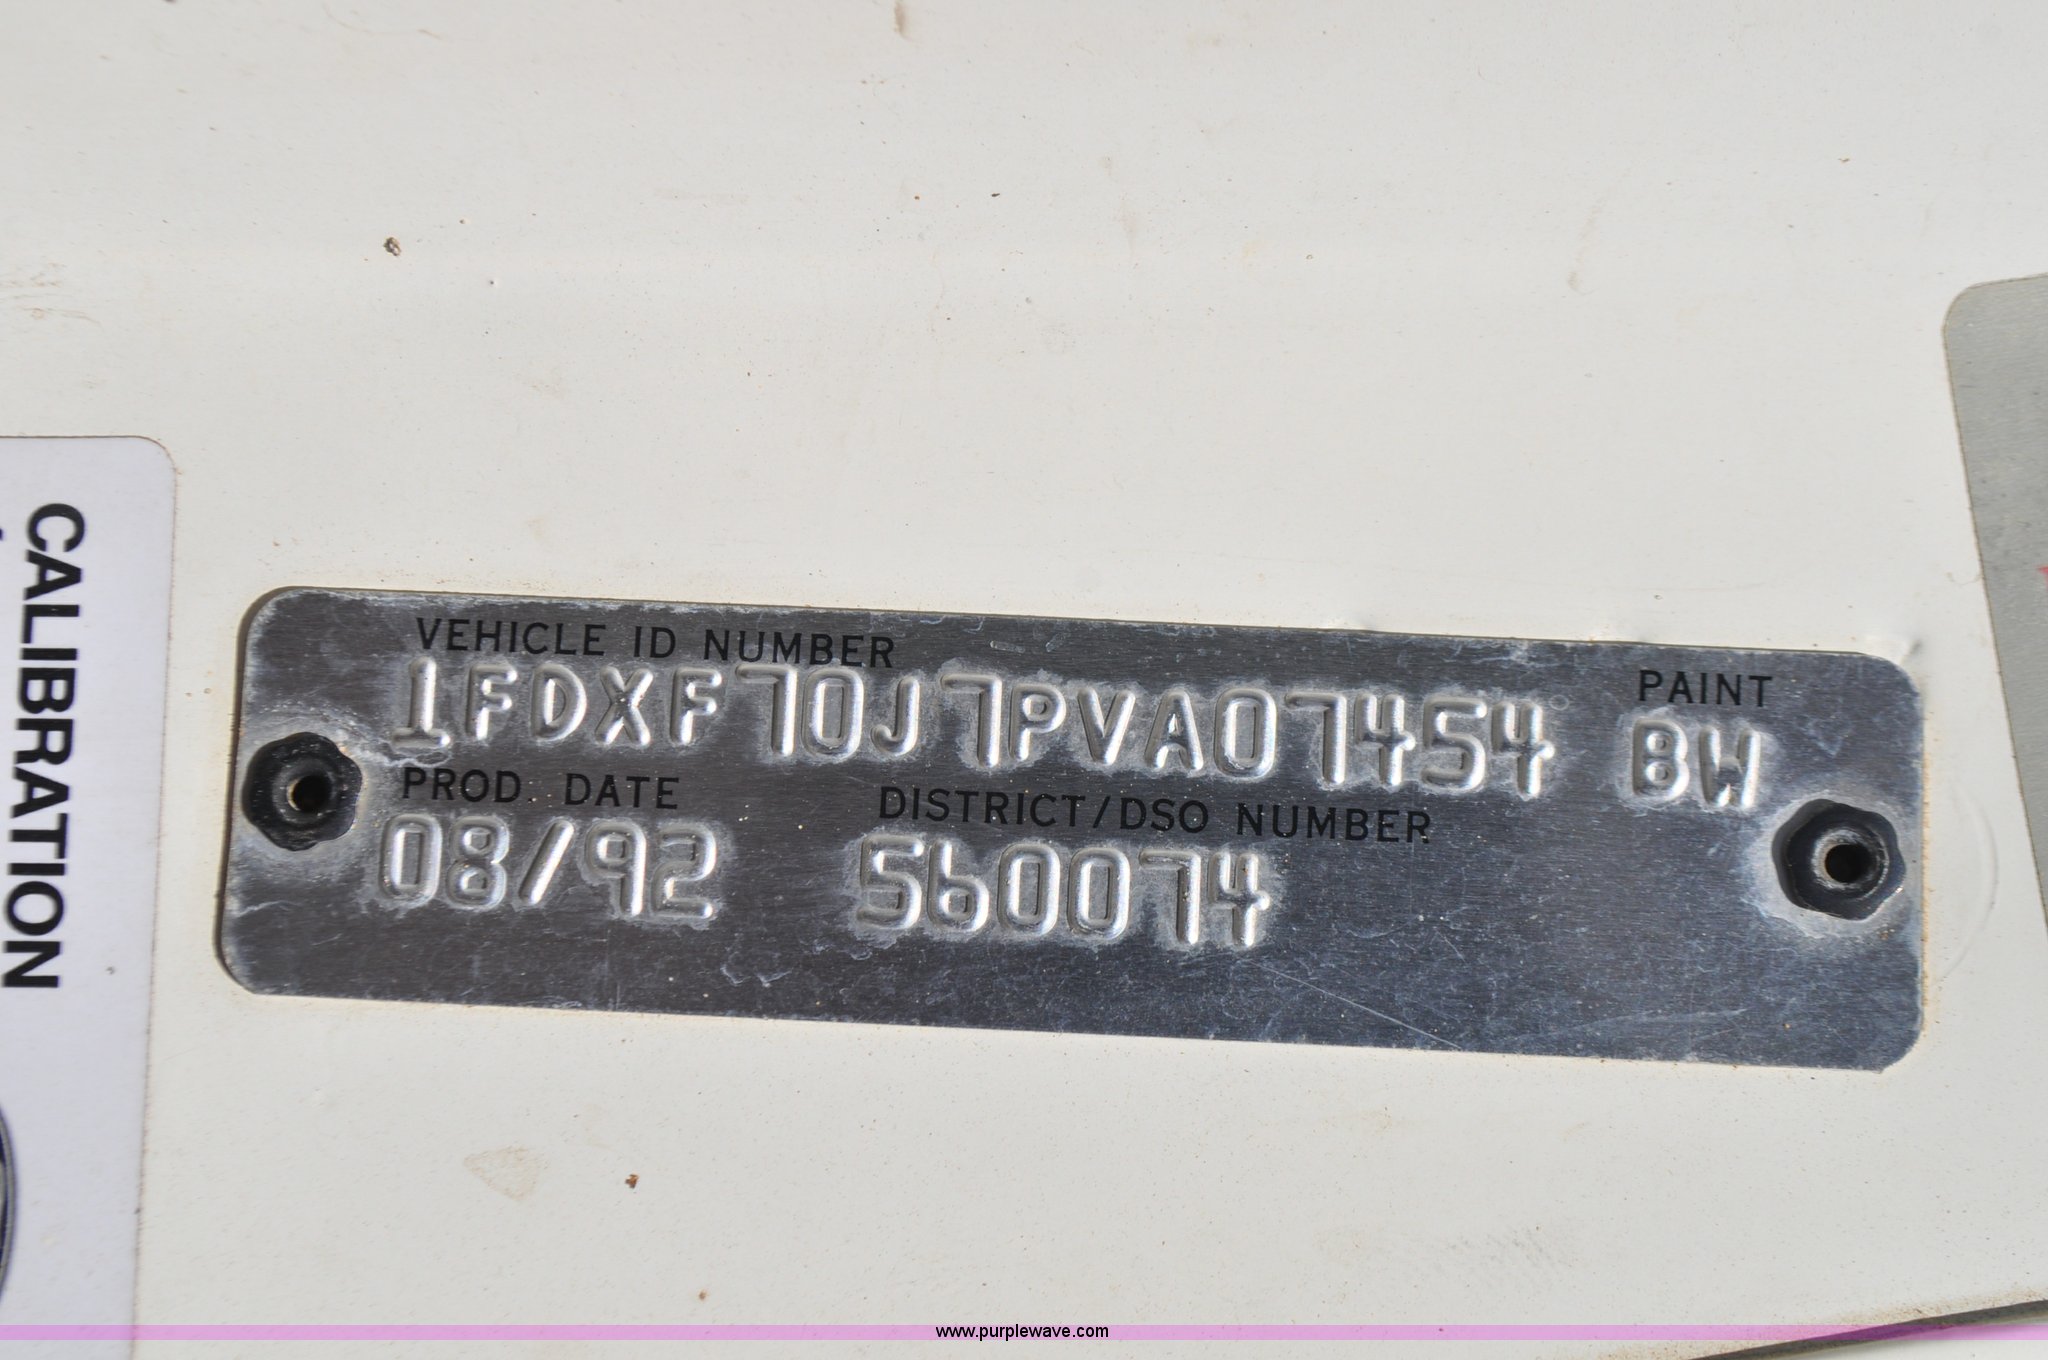 CALIBRATION
VEHICLE ID NUMBER
1FDXF70J7PVA07454
PAINT
BW
PROD. DATE
08/92
DISTRICT/DSO NUMBER
560074
www.purplewave.com